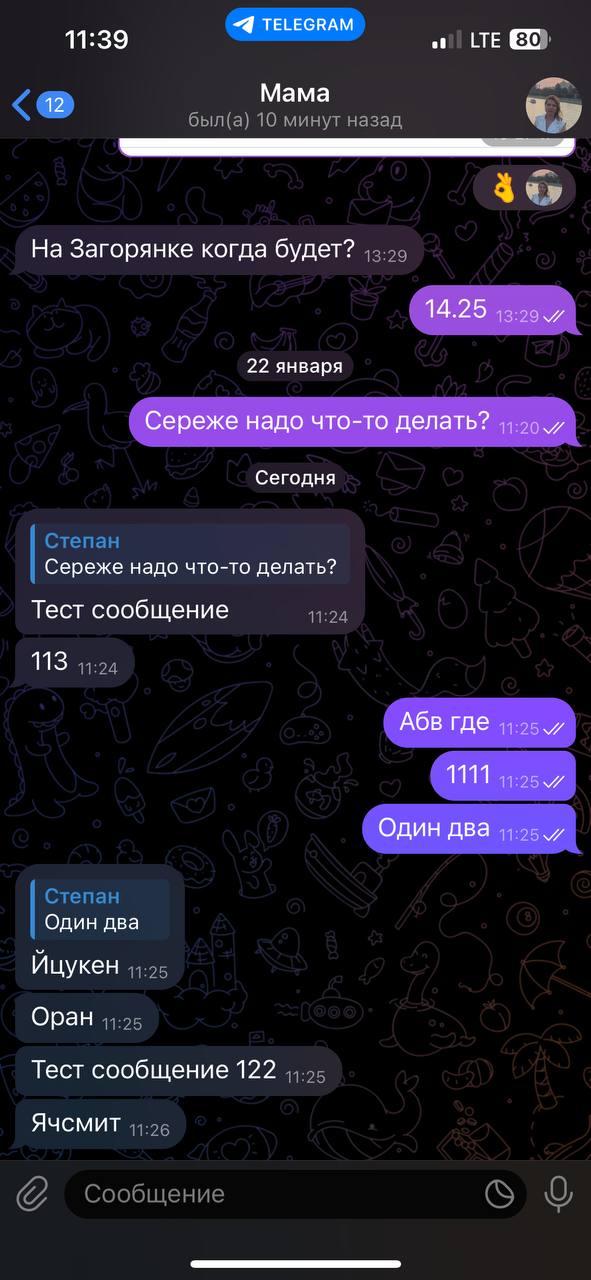 11:39
TELEGRAM
LTE 80
12
Мама
был(а) 10 минут назад
На Загорянке когда будет? 13:29
14.25 13:29
22 января
Сереже надо что-то делать? 11:20
Сегодня
Степан
Сереже надо что-то делать?
Тест сообщение 11:24
113 11:24
Абв где 11:25
1111 11:25
Один два 11:25
Степан
Один два
Йцукен 11:25
Оран 11:25
Тест сообщение 122 11:25
Ячсмит 11:26
Сообщение